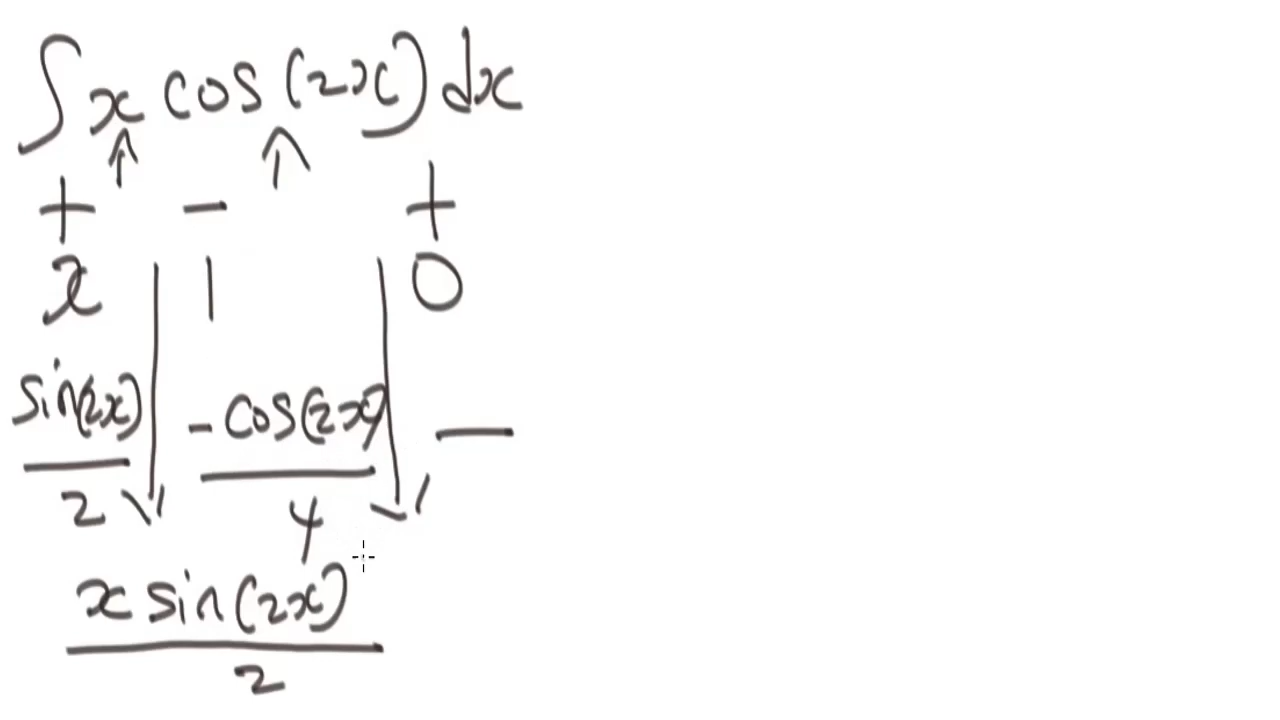 ∫ x cos (2x) dx
↑ ↑
+ - +
x 1 0
sin(2x)/2 -cos(2x)/4 —
x sin(2x)/2